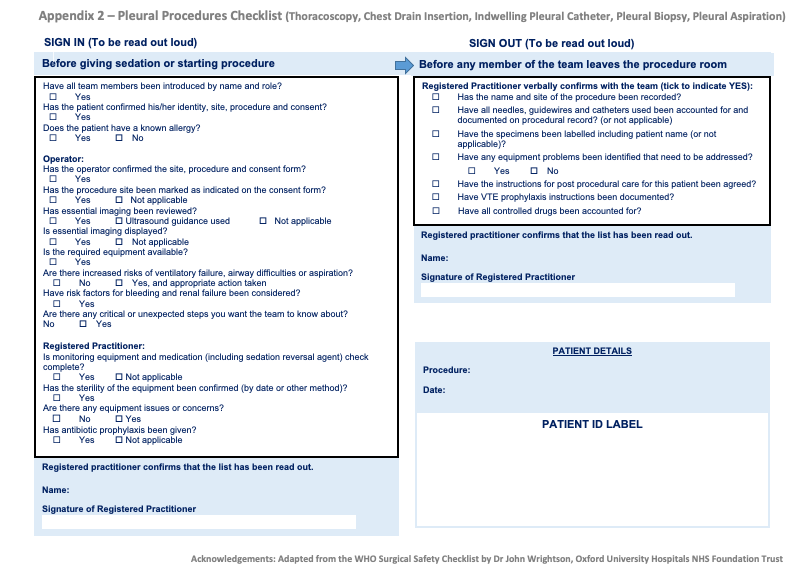 Appendix 2 – Pleural Procedures Checklist (Thoracoscopy, Chest Drain Insertion, Indwelling Pleural Catheter, Pleural Biopsy, Pleural Aspiration)
SIGN IN (To be read out loud)
Before giving sedation or starting procedure
Have all team members been introduced by name and role?
☐ Yes
Has the patient confirmed his/her identity, site, procedure and consent?
☐ Yes
Does the patient have a known allergy?
☐ Yes ☐ No
Operator:
Has the operator confirmed the site, procedure and consent form?
☐ Yes
Has the procedure site been marked as indicated on the consent form?
☐ Yes ☐ Not applicable
Has essential imaging been reviewed?
☐ Yes ☐ Ultrasound guidance used ☐ Not applicable
Is essential imaging displayed?
☐ Yes ☐ Not applicable
Is the required equipment available?
☐ Yes
Are there increased risks of ventilatory failure, airway difficulties or aspiration?
☐ No ☐ Yes, and appropriate action taken
Have risk factors for bleeding and renal failure been considered?
☐ Yes
Are there any critical or unexpected steps you want the team to know about?
No ☐ Yes
Registered Practitioner:
Is monitoring equipment and medication (including sedation reversal agent) check
complete?
☐ Yes ☐ Not applicable
Has the sterility of the equipment been confirmed (by date or other method)?
☐ Yes
Are there any equipment issues or concerns?
☐ No ☐ Yes
Has antibiotic prophylaxis been given?
☐ Yes ☐ Not applicable
Registered practitioner confirms that the list has been read out.
Name:
Signature of Registered Practitioner
SIGN OUT (To be read out loud)
Before any member of the team leaves the procedure room
Registered Practitioner verbally confirms with the team (tick to indicate YES):
☐ Has the name and site of the procedure been recorded?
☐ Have all needles, guidewires and catheters used been accounted for and
documented on procedural record? (or not applicable)
☐ Have the specimens been labelled including patient name (or not
applicable)?
☐ Have any equipment problems been identified that need to be addressed?
☐ Yes ☐ No
☐ Have the instructions for post procedural care for this patient been agreed?
☐ Have VTE prophylaxis instructions been documented?
☐ Have all controlled drugs been accounted for?
Registered practitioner confirms that the list has been read out.
Name:
Signature of Registered Practitioner
PATIENT DETAILS
Procedure:
Date:
PATIENT ID LABEL
Acknowledgements: Adapted from the WHO Surgical Safety Checklist by Dr John Wrightson, Oxford University Hospitals NHS Foundation Trust